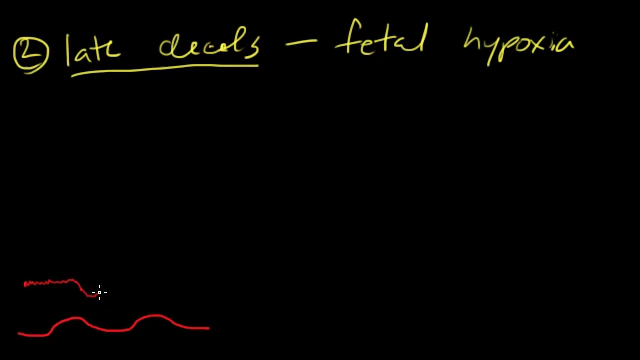 ② late decels - fetal hypoxia